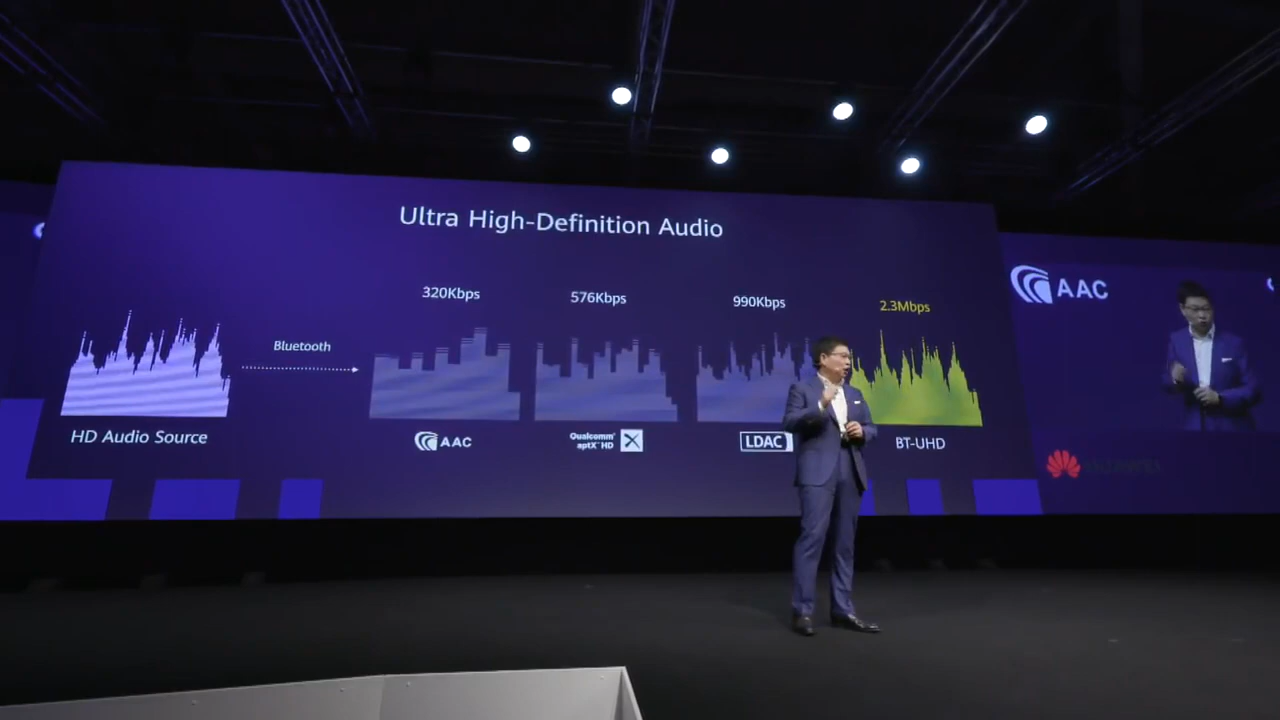 Ultra High-Definition Audio
320Kbps
576Kbps
990Kbps
2.3Mbps
Bluetooth
HD Audio Source
AAC
Qualcomm
aptX HD
LDAC
BT-UHD
AAC